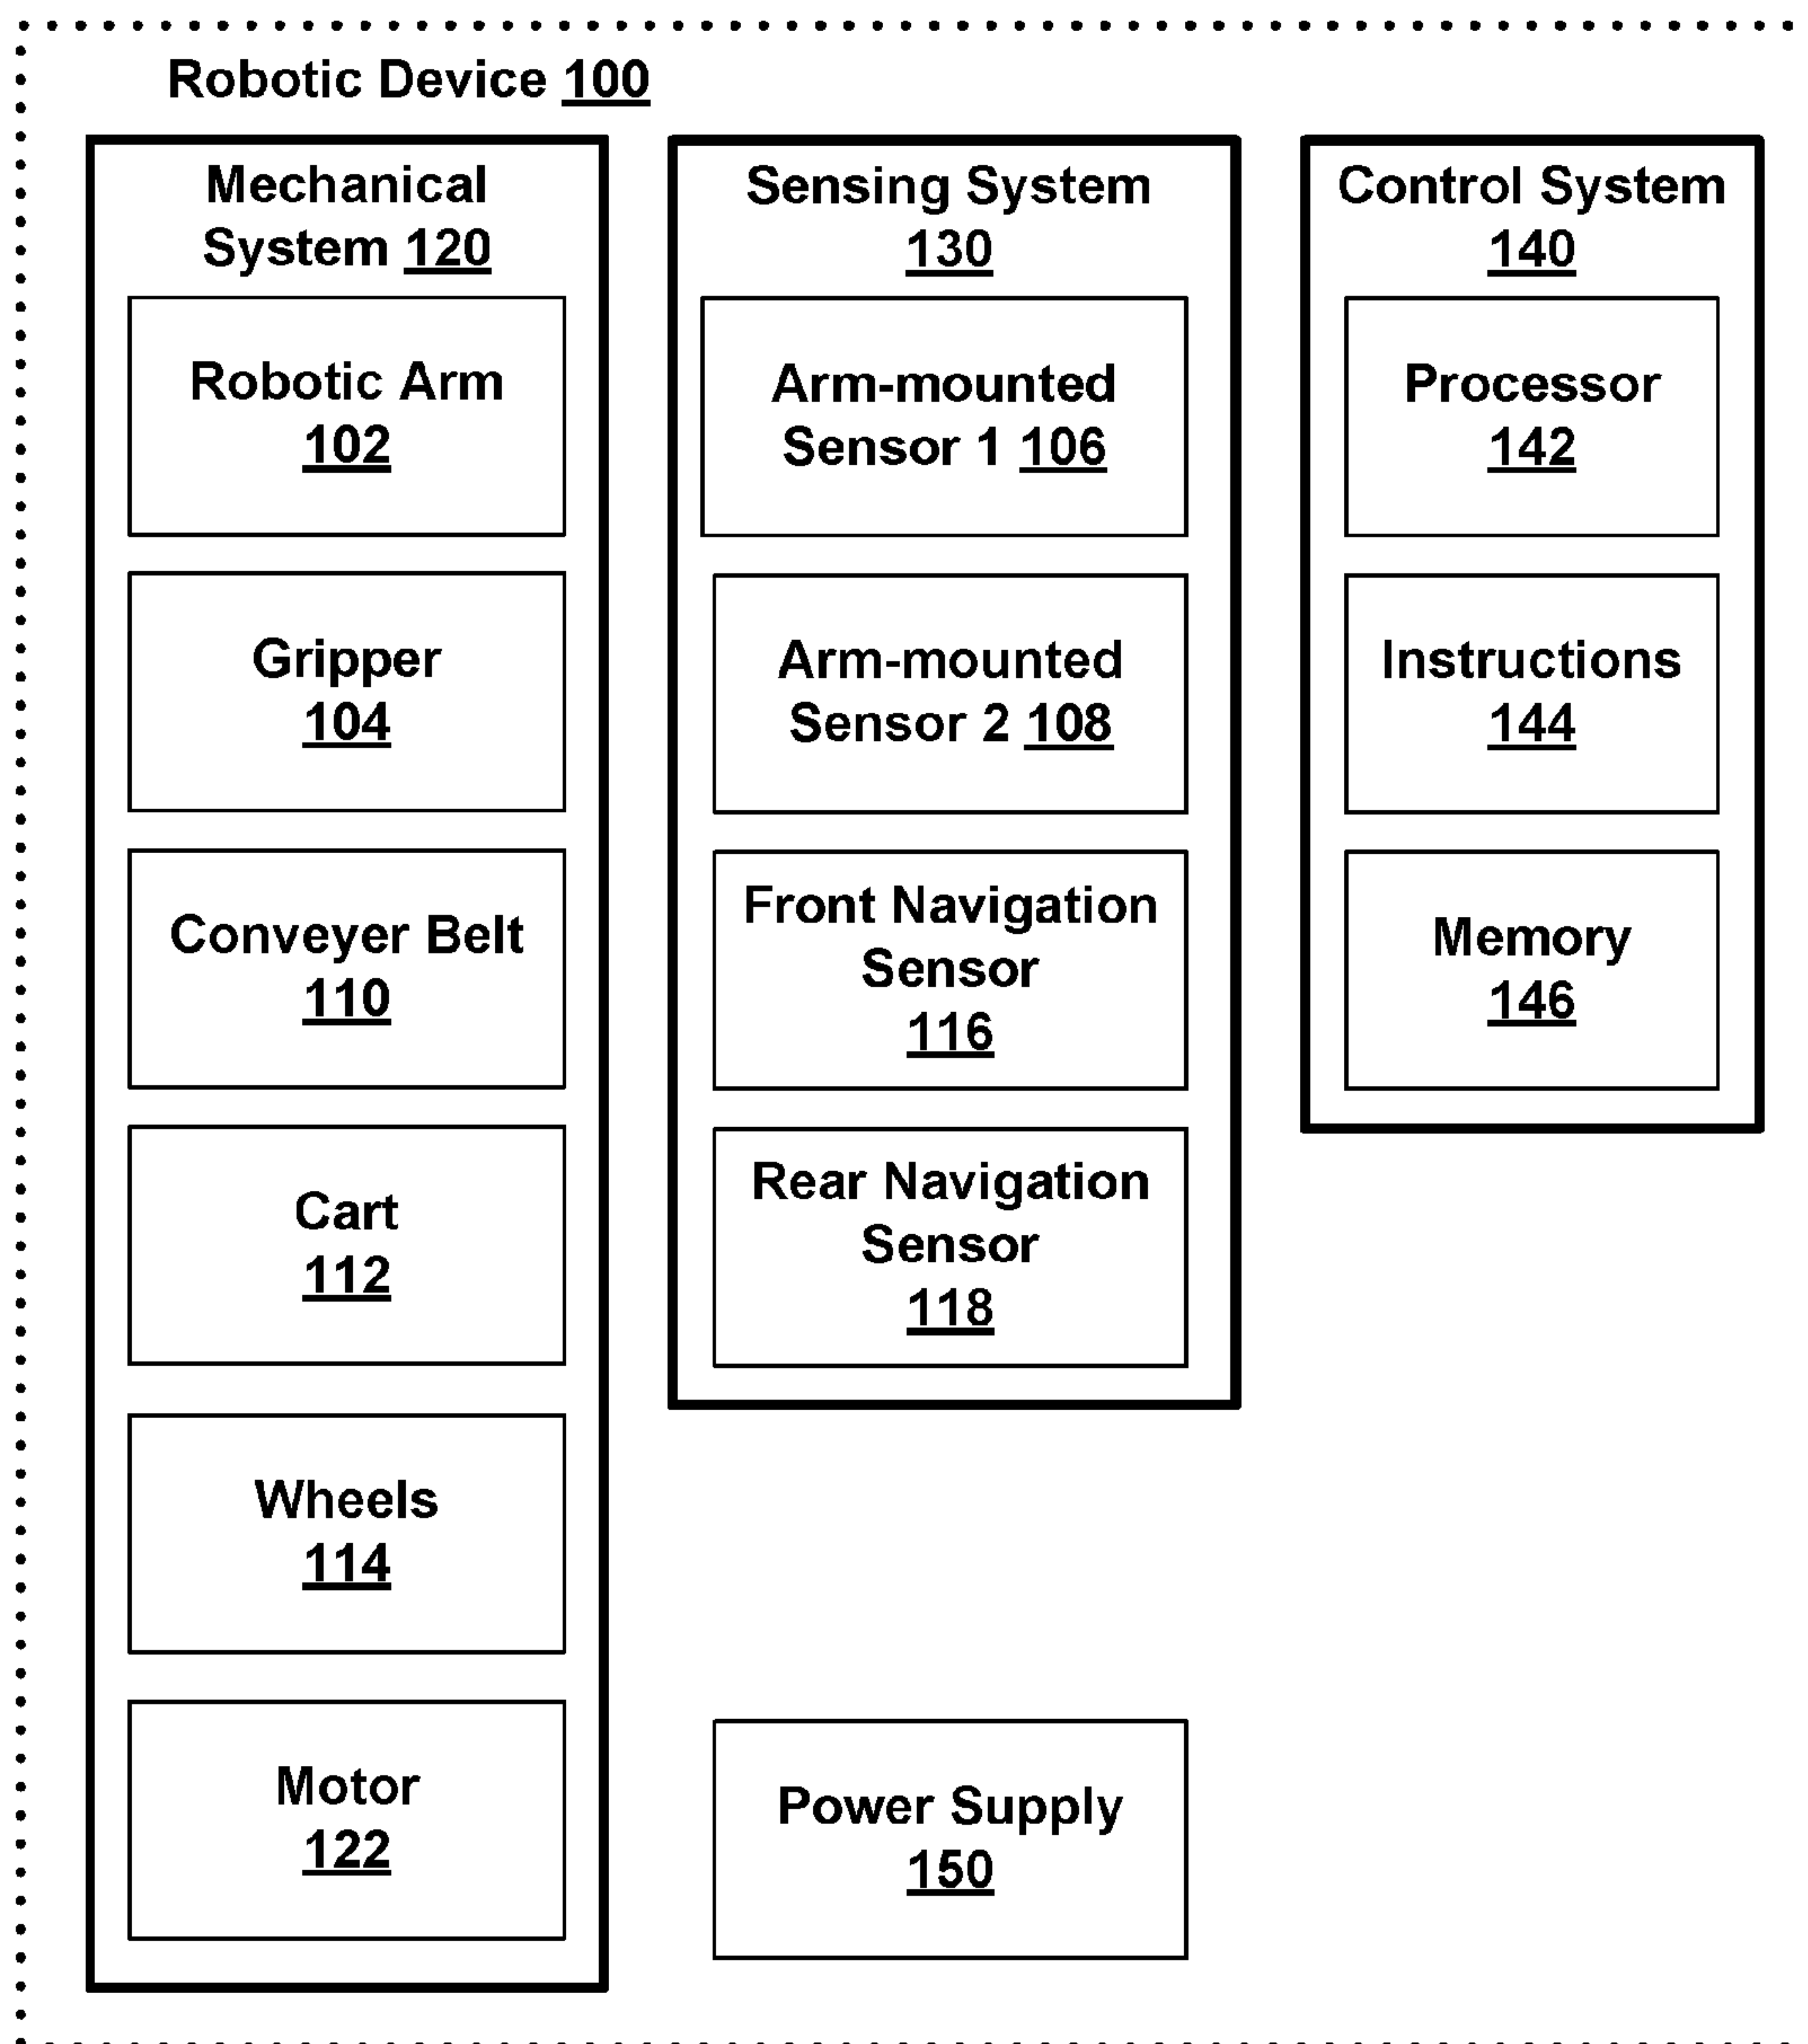 Robotic Device 100
Mechanical
System 120
Robotic Arm
102
Gripper
104
Conveyer Belt
110
Cart
112
Wheels
114
Motor
122
Sensing System
130
Arm-mounted
Sensor 1 106
Arm-mounted
Sensor 2 108
Front Navigation
Sensor
116
Rear Navigation
Sensor
118
Power Supply
150
Control System
140
Processor
142
Instructions
144
Memory
146